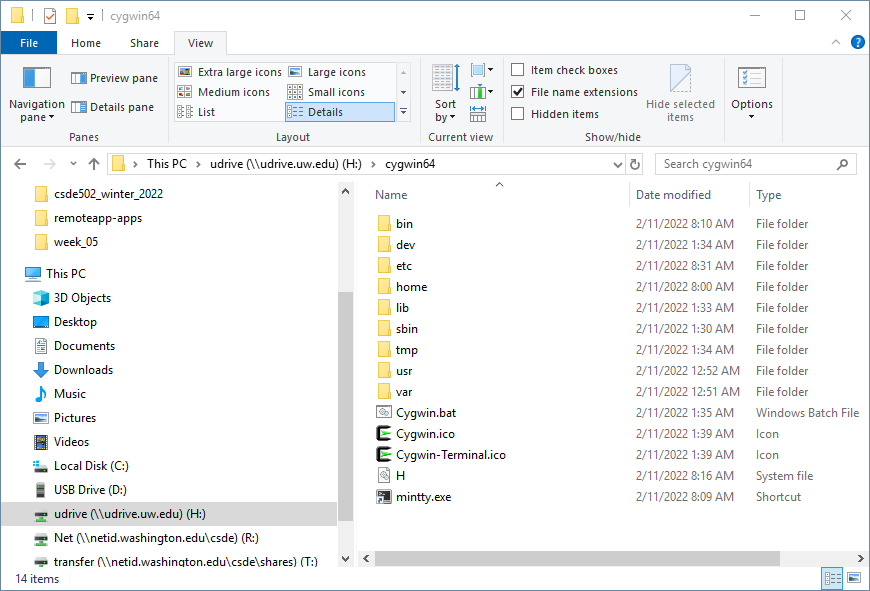 cygwin64
File Home Share View
Navigation pane
Preview pane
Details pane
Panes
Extra large icons Large icons
Medium icons Small icons
List Details
Layout
Sort by
Current view
Item check boxes
File name extensions
Hidden items
Hide selected items
Show/hide
Options
This PC udrive (\\udrive.uw.edu) (H:) cygwin64
Search cygwin64
csde502_winter_2022
remoteapp-apps
week_05
This PC
3D Objects
Desktop
Documents
Downloads
Music
Pictures
Videos
Local Disk (C:)
USB Drive (D:)
udrive (\\udrive.uw.edu) (H:)
Net (\\netid.washington.edu\csde) (R:)
transfer (\\netid.washington.edu\csde\shares) (T:)
Name Date modified Type
bin 2/11/2022 8:10 AM File folder
dev 2/11/2022 1:34 AM File folder
etc 2/11/2022 8:31 AM File folder
home 2/11/2022 8:00 AM File folder
lib 2/11/2022 1:33 AM File folder
sbin 2/11/2022 1:30 AM File folder
tmp 2/11/2022 1:34 AM File folder
usr 2/11/2022 12:52 AM File folder
var 2/11/2022 12:51 AM File folder
Cygwin.bat 2/11/2022 1:35 AM Windows Batch File
Cygwin.ico 2/11/2022 1:39 AM Icon
Cygwin-Terminal.ico 2/11/2022 1:39 AM Icon
H 2/11/2022 8:16 AM System file
mintty.exe 2/11/2022 8:09 AM Shortcut
14 items